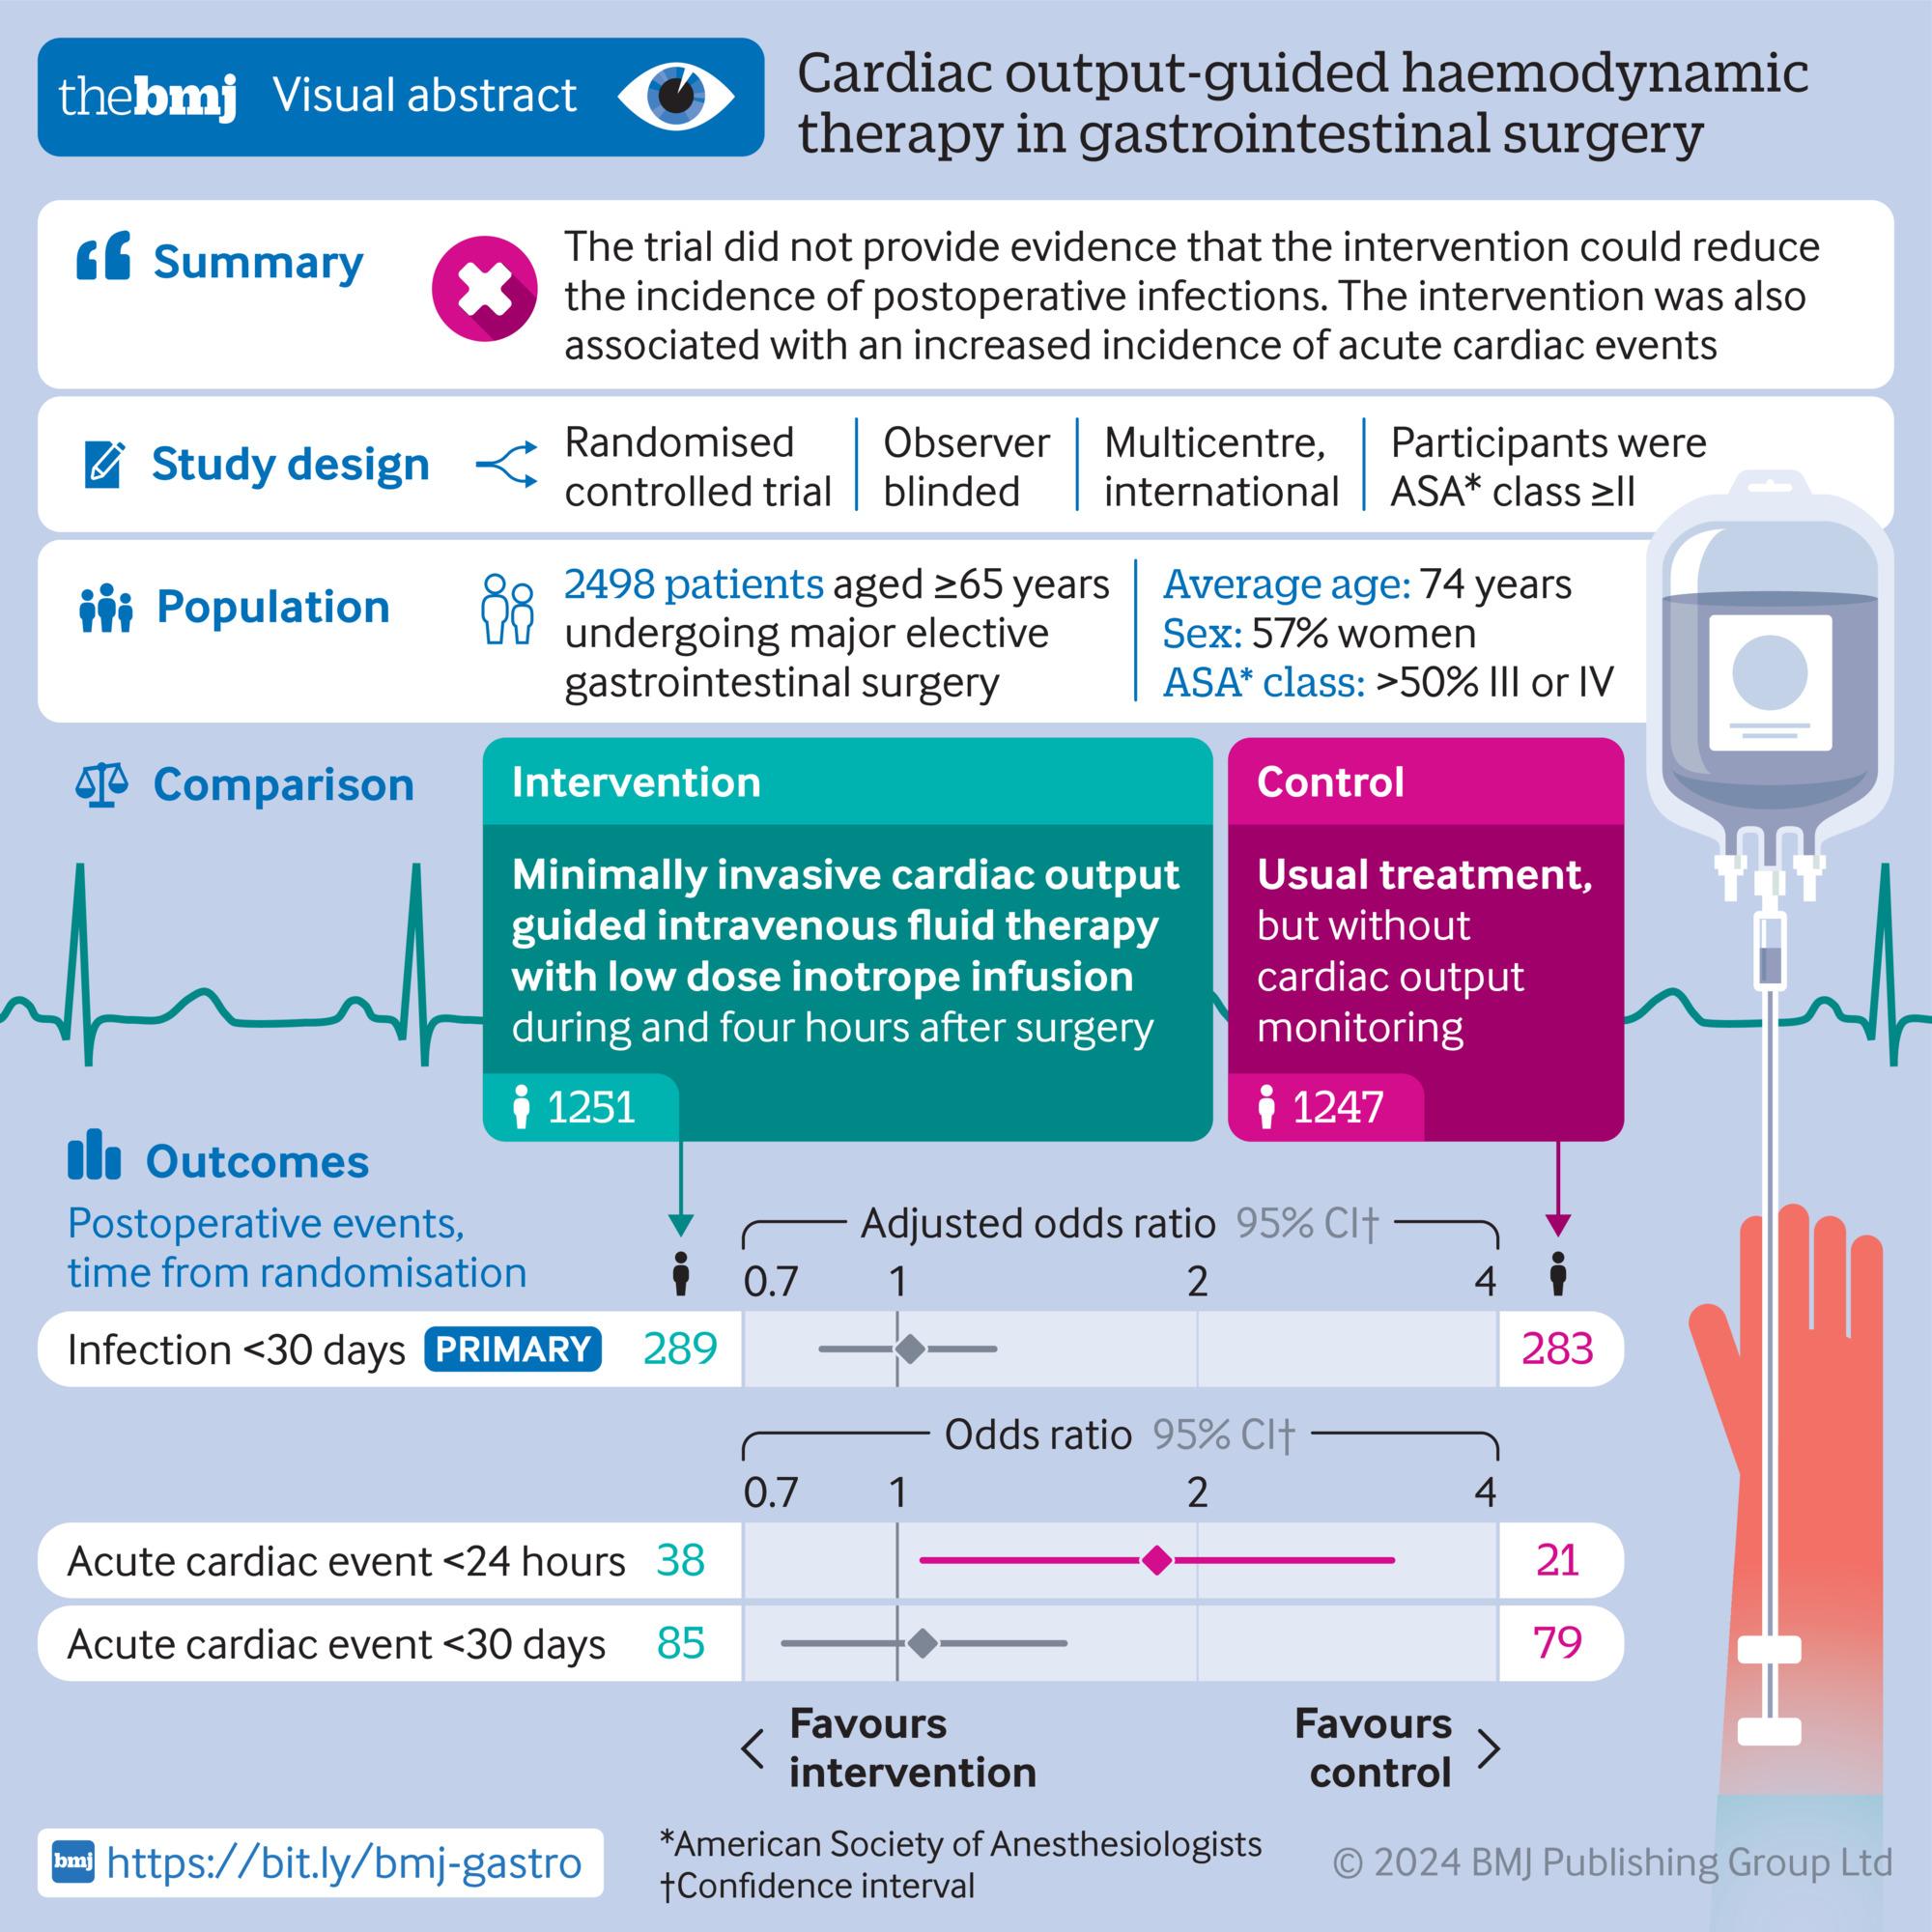 thebmj Visual abstract
Cardiac output-guided haemodynamic
therapy in gastrointestinal surgery
Summary
The trial did not provide evidence that the intervention could reduce
the incidence of postoperative infections. The intervention was also
associated with an increased incidence of acute cardiac events
Study design
Randomised
controlled trial
Observer
blinded
Multicentre,
international
Participants were
ASA* class ≥II
Population
2498 patients aged ≥65 years
undergoing major elective
gastrointestinal surgery
Average age: 74 years
Sex: 57% women
ASA* class: >50% III or IV
Comparison
Intervention
Minimally invasive cardiac output
guided intravenous fluid therapy
with low dose inotrope infusion
during and four hours after surgery
1251
Control
Usual treatment,
but without
cardiac output
monitoring
1247
Outcomes
Postoperative events,
time from randomisation
Adjusted odds ratio 95% CI†
0.7 1 2 4
Infection <30 days PRIMARY 289 283
Odds ratio 95% CI†
0.7 1 2 4
Acute cardiac event <24 hours 38 21
Acute cardiac event <30 days 85 79
< Favours
intervention
Favours >
control
bmj https://bit.ly/bmj-gastro
*American Society of Anesthesiologists
†Confidence interval
© 2024 BMJ Publishing Group Ltd